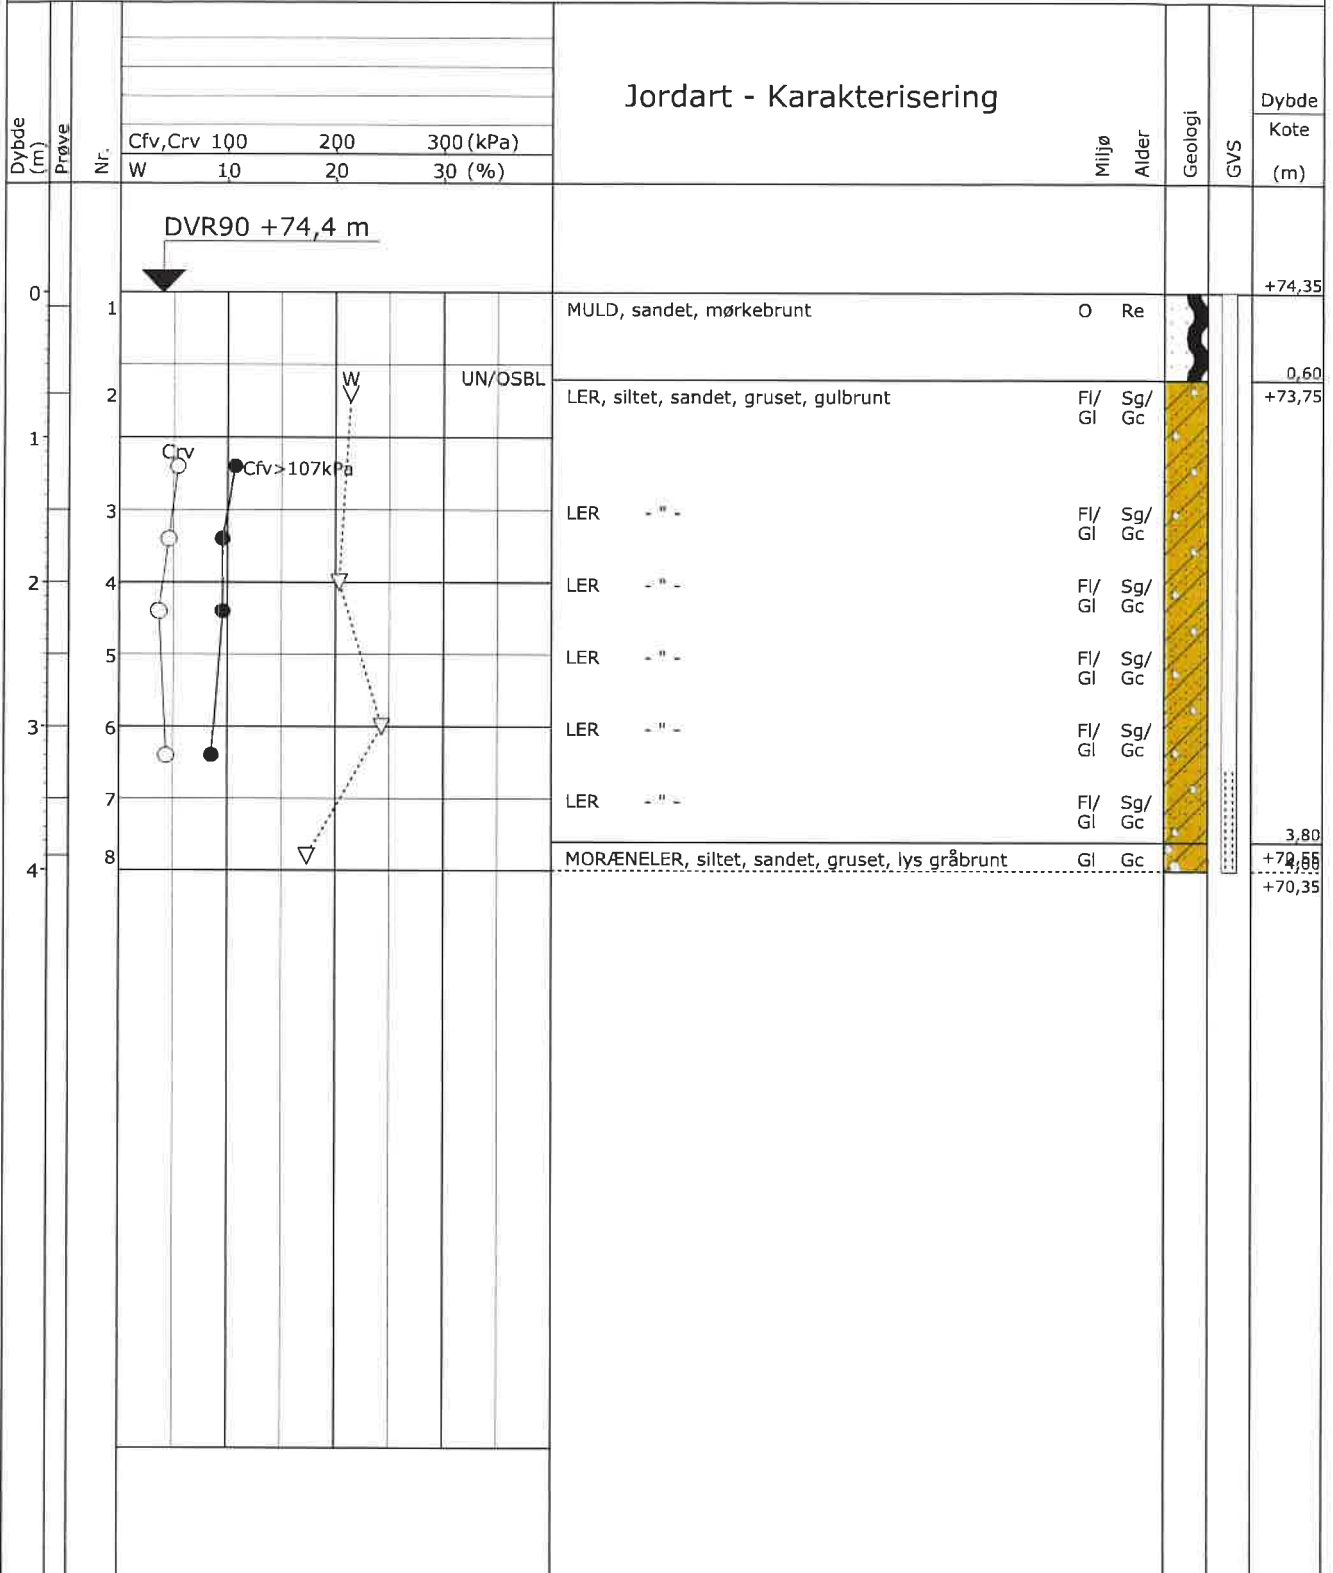 Jordart - Karakterisering
Dybde (m)
Prøve
Nr.
Cfv,Crv 100 200 300 (kPa)
W 10 20 30 (%)
Miljø
Alder
Geologi
GVS
Dybde
Kote
(m)
DVR90 +74,4 m
0
+74,35
1 MULD, sandet, mørkebrunt O Re
0,60
W UN/OSBL
2 LER, siltet, sandet, gruset, gulbrunt Fl/ Sg/ +73,75
Gl Gc
1
Crv
Cfv>107kPa
3 LER - " - Fl/ Sg/
Gl Gc
2 4 LER - " - Fl/ Sg/
Gl Gc
5 LER - " - Fl/ Sg/
Gl Gc
3 6 LER - " - Fl/ Sg/
Gl Gc
7 LER - " - Fl/ Sg/
Gl Gc
3,80
8 MORÆNELER, siltet, sandet, gruset, lys gråbrunt Gl Gc +70,55
4 4,00
+70,35